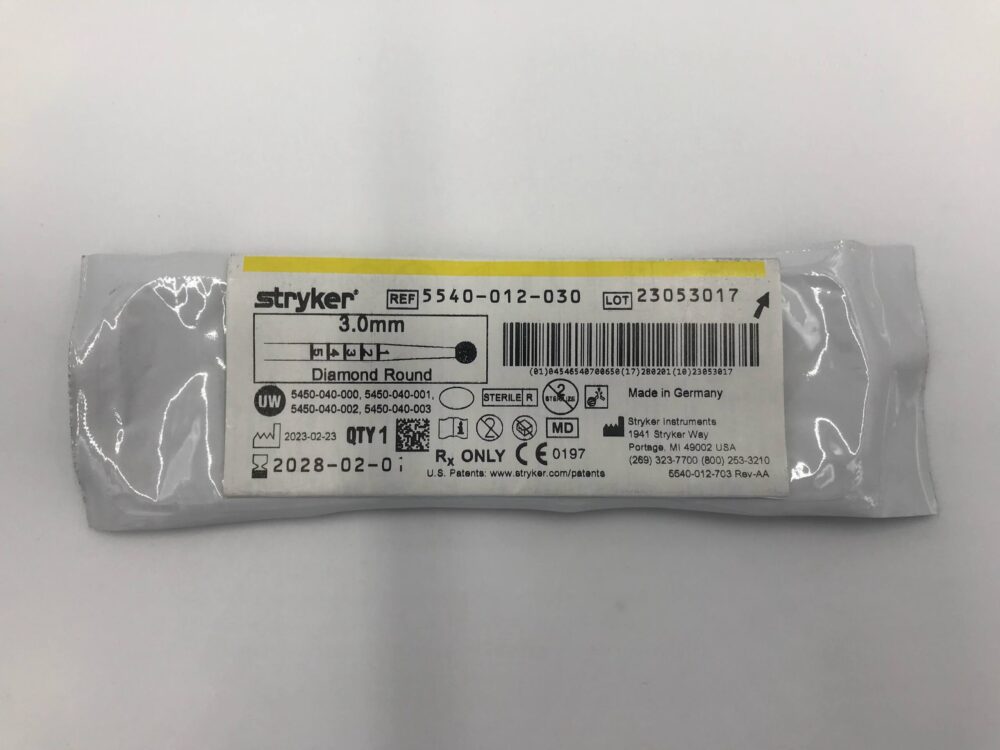 stryker®
REF 5540-012-030
LOT 23053017
3.0mm
5 4 3 2 1
Diamond Round
(01)04546540700650(17)280201(10)23053017
UW
5450-040-000, 5450-040-001,
5450-040-002, 5450-040-003
STERILE R
2
STERILIZE
Made in Germany
2023-02-23
QTY 1
i
2
MD
Stryker Instruments
1941 Stryker Way
Portage, MI 49002 USA
(269) 323-7700 (800) 253-3210
2028-02-01
Rx ONLY
CE 0197
U.S. Patents: www.stryker.com/patents
5540-012-703 Rev-AA